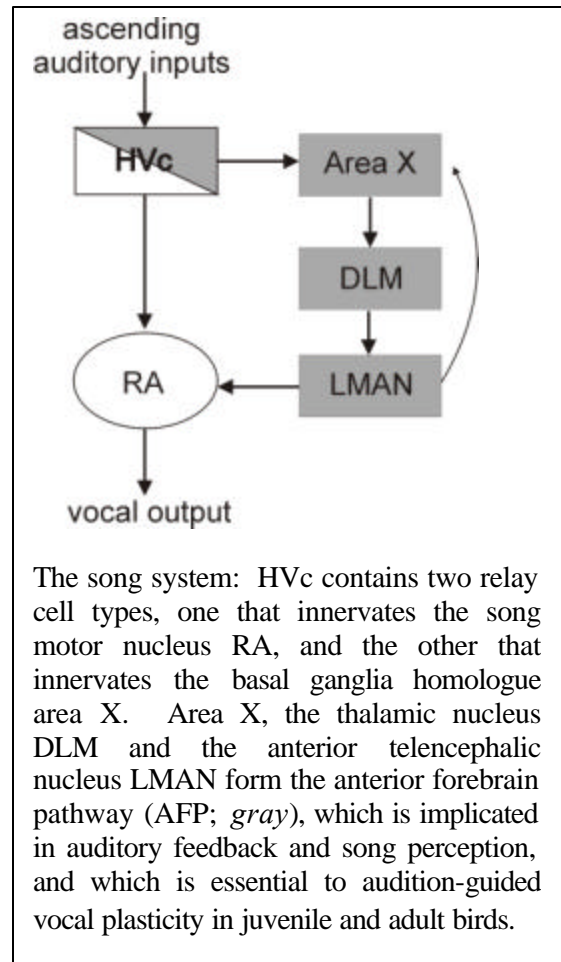 ascending
auditory inputs
HVc
Area X
DLM
RA
LMAN
vocal output
The song system: HVc contains two relay
cell types, one that innervates the song
motor nucleus RA, and the other that
innervates the basal ganglia homologue
area X. Area X, the thalamic nucleus
DLM and the anterior telencephalic
nucleus LMAN form the anterior forebrain
pathway (AFP; gray), which is implicated
in auditory feedback and song perception,
and which is essential to audition-guided
vocal plasticity in juvenile and adult birds.